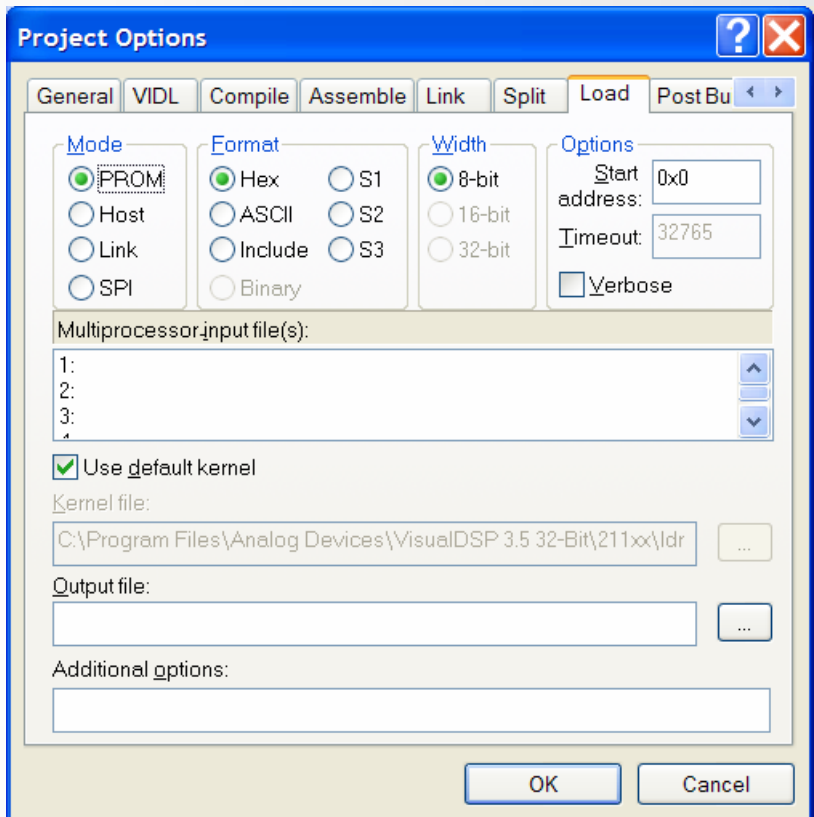 Project Options
General VIDL Compile Assemble Link Split Load Post Bu
Mode Format Width Options
PROM Hex S1 8-bit Start address: 0x0
Host ASCII S2 16-bit
Link Include S3 32-bit Timeout: 32765
SPI Binary Verbose
Multiprocessor input file(s):
1:
2:
3:
Use default kernel
Kernel file:
C:\Program Files\Analog Devices\VisualDSP 3.5 32-Bit\211xx\ldr
...
Output file:
...
Additional options:
OK Cancel